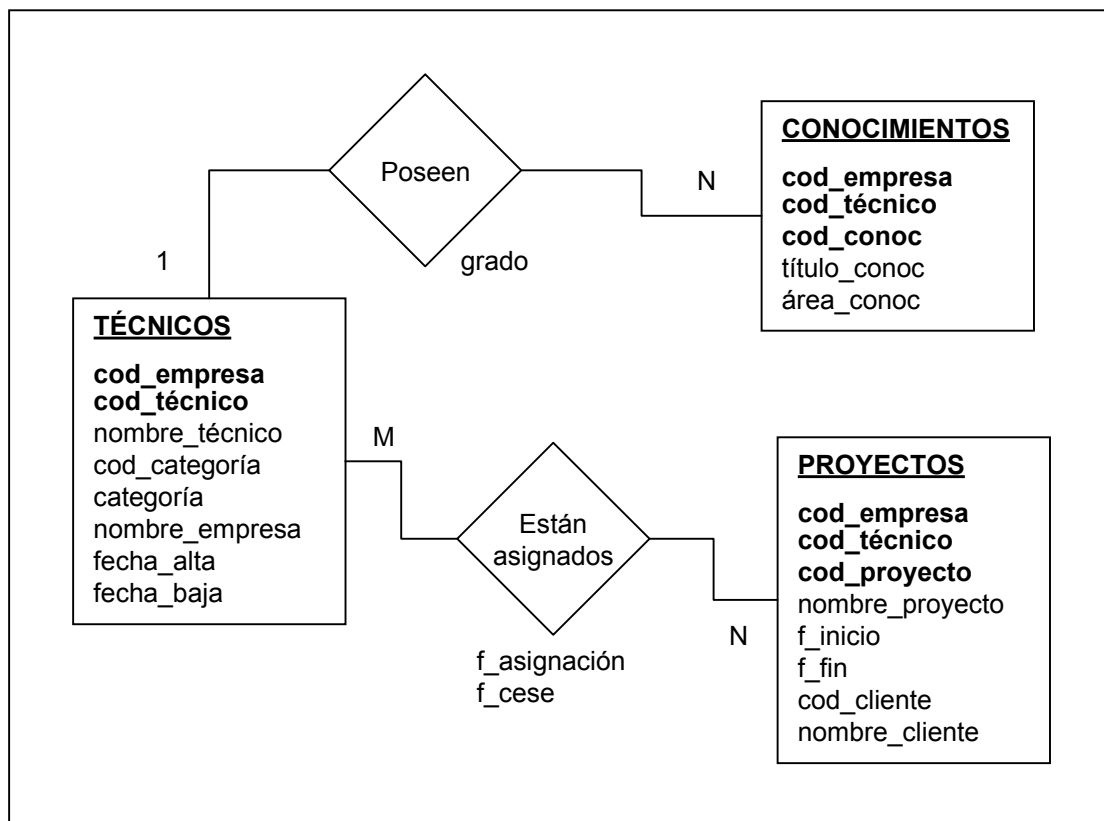 Poseen
grado
1
N
CONOCIMIENTOS
cod_empresa
cod_técnico
cod_conoc
título_conoc
área_conoc
TÉCNICOS
cod_empresa
cod_técnico
nombre_técnico
cod_categoría
categoría
nombre_empresa
fecha_alta
fecha_baja
M
Están
asignados
f_asignación
f_cese
N
PROYECTOS
cod_empresa
cod_técnico
cod_proyecto
nombre_proyecto
f_inicio
f_fin
cod_cliente
nombre_cliente